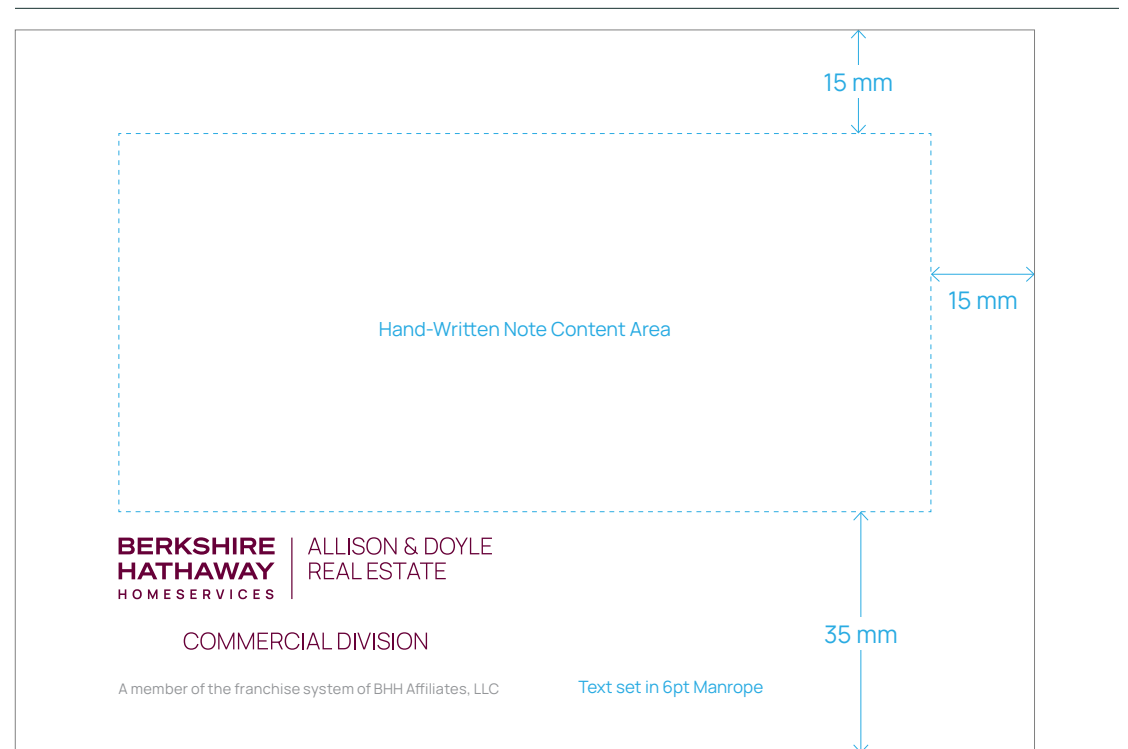 15 mm
15 mm
Hand-Written Note Content Area
BERKSHIRE
HATHAWAY
HOMESERVICES
ALLISON & DOYLE
REAL ESTATE
35 mm
COMMERCIAL DIVISION
A member of the franchise system of BHH Affiliates, LLC
Text set in 6pt Manrope